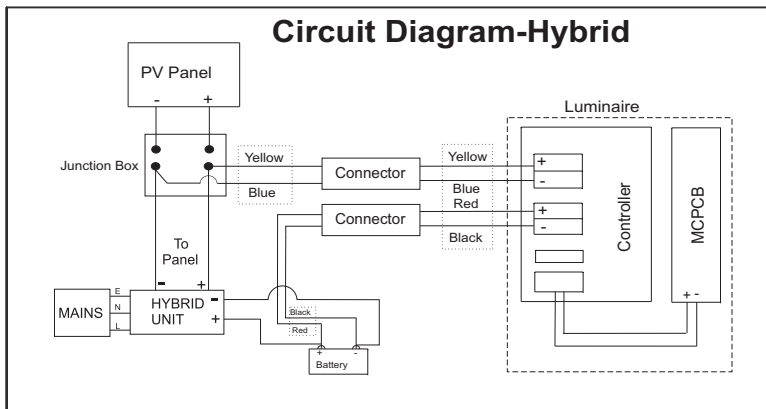 Circuit Diagram-Hybrid
PV Panel
- +
Luminaire
Junction Box
Yellow
Blue
Connector
Yellow
Blue
+
-
Connector
Red
Black
+
-
Controller
MCPCB
+ -
To
Panel
- +
MAINS
E
N
L
HYBRID
UNIT
-
+
Black
Red
+ -
Battery